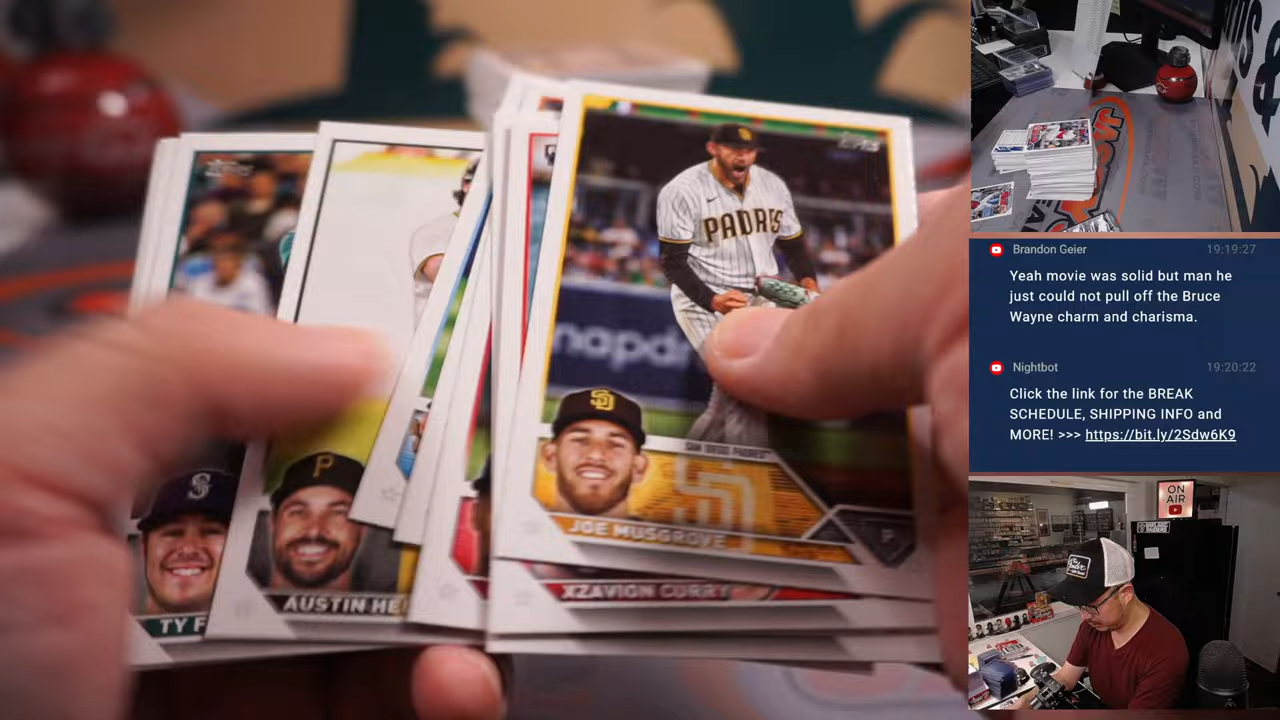 PADRES
SAN DIEGO PADRES
JOE MUSGROVE
P
XZAVION CURRY
AUSTIN HE
TY F
Brandon Geier 19:19:27
Yeah movie was solid but man he
just could not pull off the Bruce
Wayne charm and charisma.
Nightbot 19:20:22
Click the link for the BREAK
SCHEDULE, SHIPPING INFO and
MORE! >>> https://bit.ly/2Sdw6K9
ON
AIR